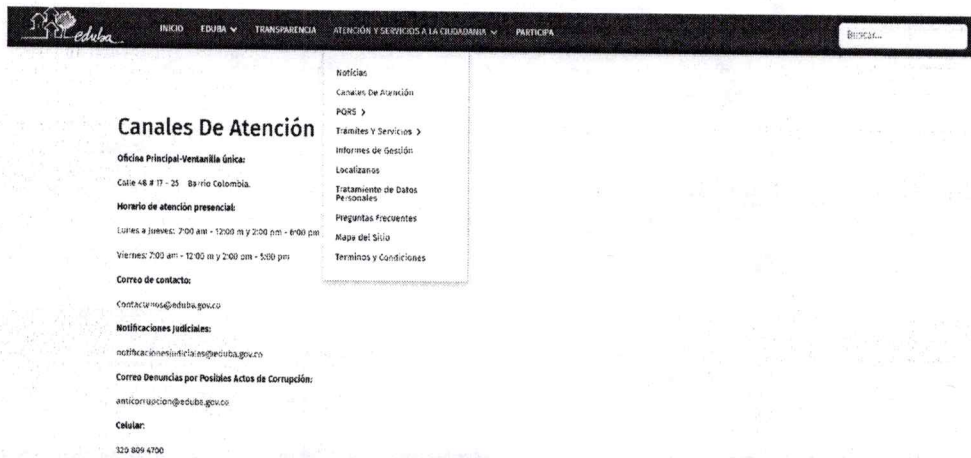 eduba
INICIO EDUBA TRANSPARENCIA ATENCIÓN Y SERVICIOS A LA CIUDADANIA PARTICIPA
Buscar...
Noticias
Canales De Atención
PQRS >
Trámites Y Servicios >
Informes de Gestión
Localizanos
Tratamiento de Datos
Personales
Preguntas Frecuentes
Mapa del Sitio
Terminos y Condiciones
Canales De Atención
Oficina Principal-Ventanilla única:
Calle 48 # 17 - 25 Barrio Colombia.
Horario de atención presencial:
Lunes a jueves: 7:00 am - 12:00 m y 2:00 pm - 6:00 pm
Viernes: 7:00 am - 12:00 m y 2:00 pm - 5:00 pm
Correo de contacto:
Contactenos@eduba.gov.co
Notificaciones Judiciales:
notificacionesjudiciales@eduba.gov.co
Correo Denuncias por Posibles Actos de Corrupción:
anticorrupcion@eduba.gov.co
Celular:
320 809 4700